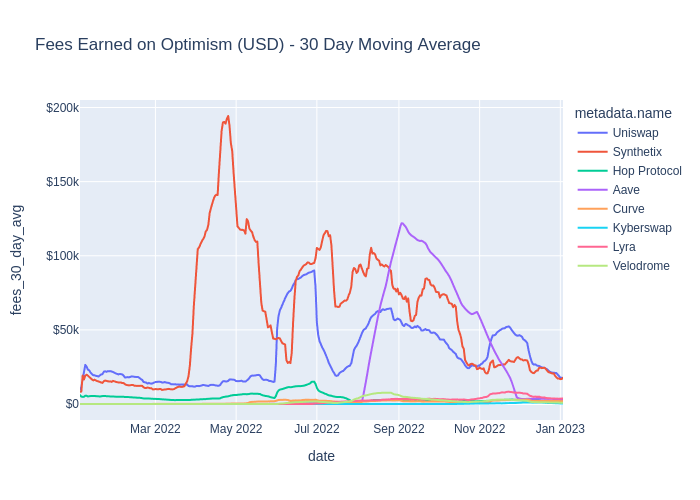 Fees Earned on Optimism (USD) - 30 Day Moving Average
metadata.name
Uniswap
Synthetix
Hop Protocol
Aave
Curve
Kyberswap
Lyra
Velodrome
fees_30_day_avg
$200k
$150k
$100k
$50k
$0
Mar 2022
May 2022
Jul 2022
Sep 2022
Nov 2022
Jan 2023
date